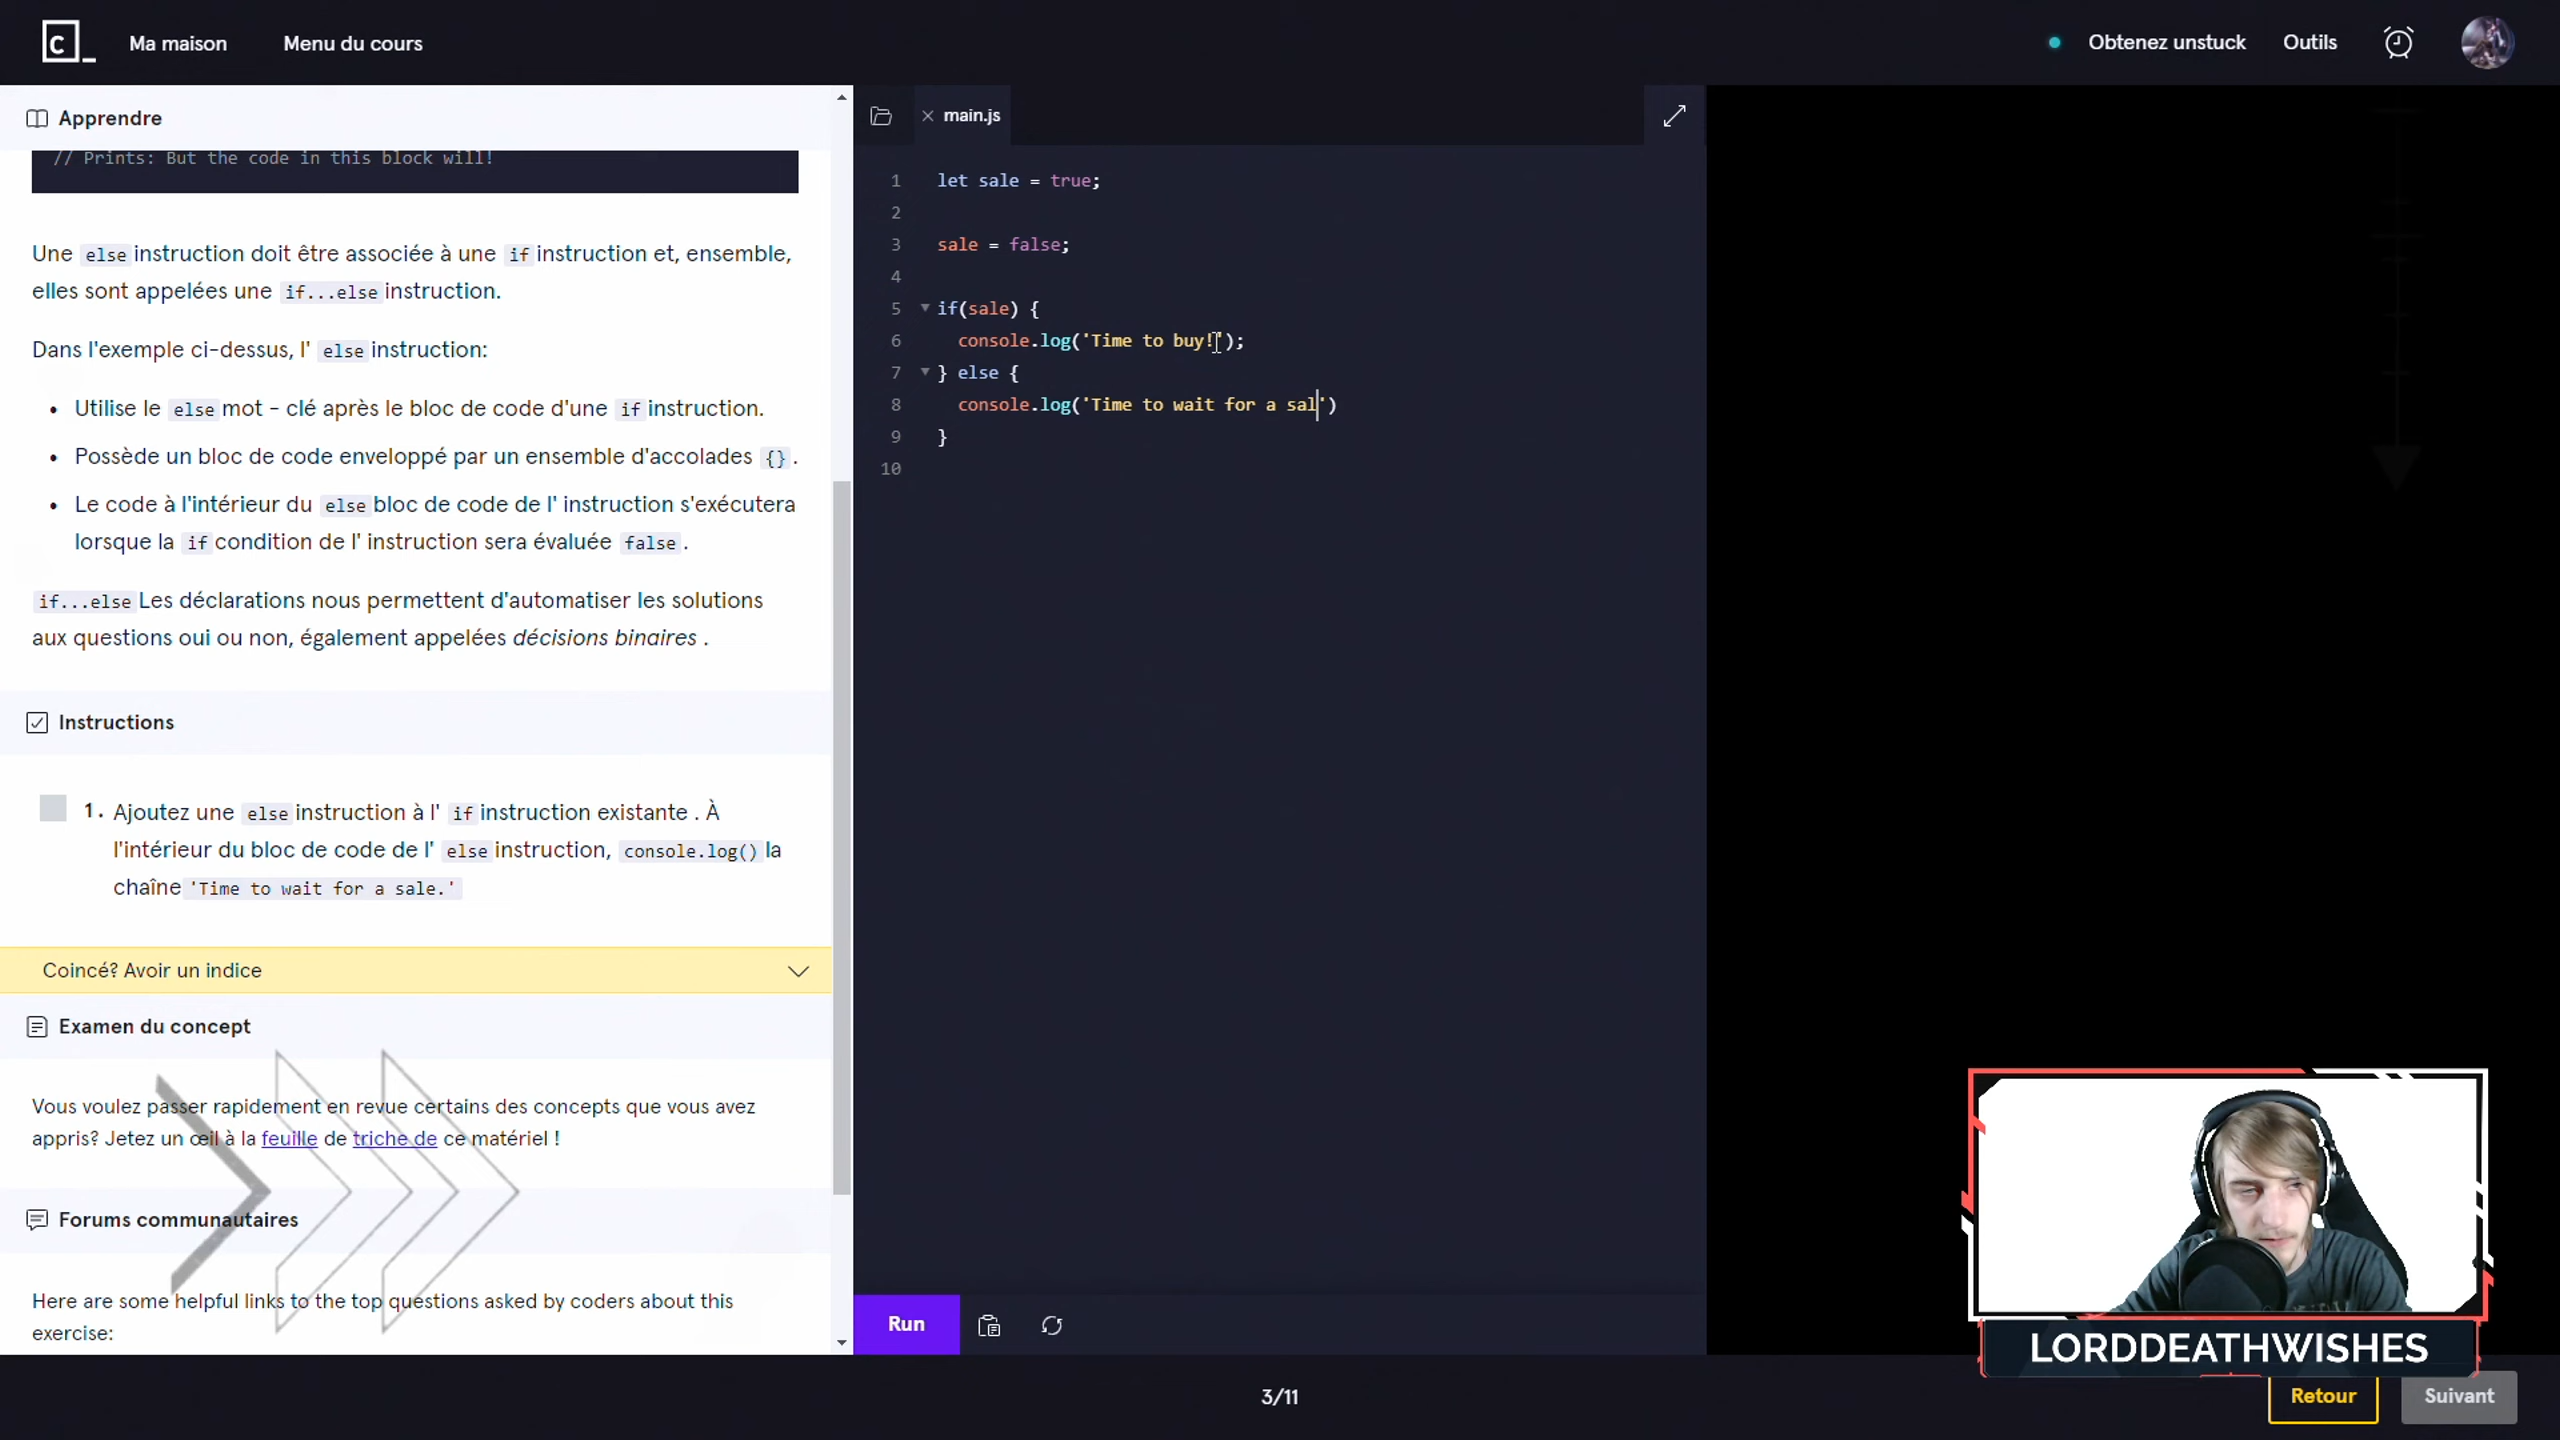 c_ Ma maison Menu du cours Obtenez unstuck Outils
Apprendre
main.js
// Prints: But the code in this block will!
Une else instruction doit être associée à une if instruction et, ensemble,
elles sont appelées une if...else instruction.
Dans l'exemple ci-dessus, l' else instruction:
• Utilise le else mot - clé après le bloc de code d'une if instruction.
• Possède un bloc de code enveloppé par un ensemble d'accolades {} .
• Le code à l'intérieur du else bloc de code de l' instruction s'exécutera
lorsque la if condition de l' instruction sera évaluée false .
if...else Les déclarations nous permettent d'automatiser les solutions
aux questions oui ou non, également appelées décisions binaires .
Instructions
1. Ajoutez une else instruction à l' if instruction existante . À
l'intérieur du bloc de code de l' else instruction, console.log() la
chaîne 'Time to wait for a sale.'
Coincé? Avoir un indice
Examen du concept
Vous voulez passer rapidement en revue certains des concepts que vous avez
appris? Jetez un œil à la feuille de triche de ce matériel !
Forums communautaires
Here are some helpful links to the top questions asked by coders about this
exercise:
1 let sale = true;
2
3 sale = false;
4
5 if(sale) {
6 console.log('Time to buy!');
7 } else {
8 console.log('Time to wait for a sal')
9 }
10
Run
LORDDEATHWISHES
3/11
Retour
Suivant